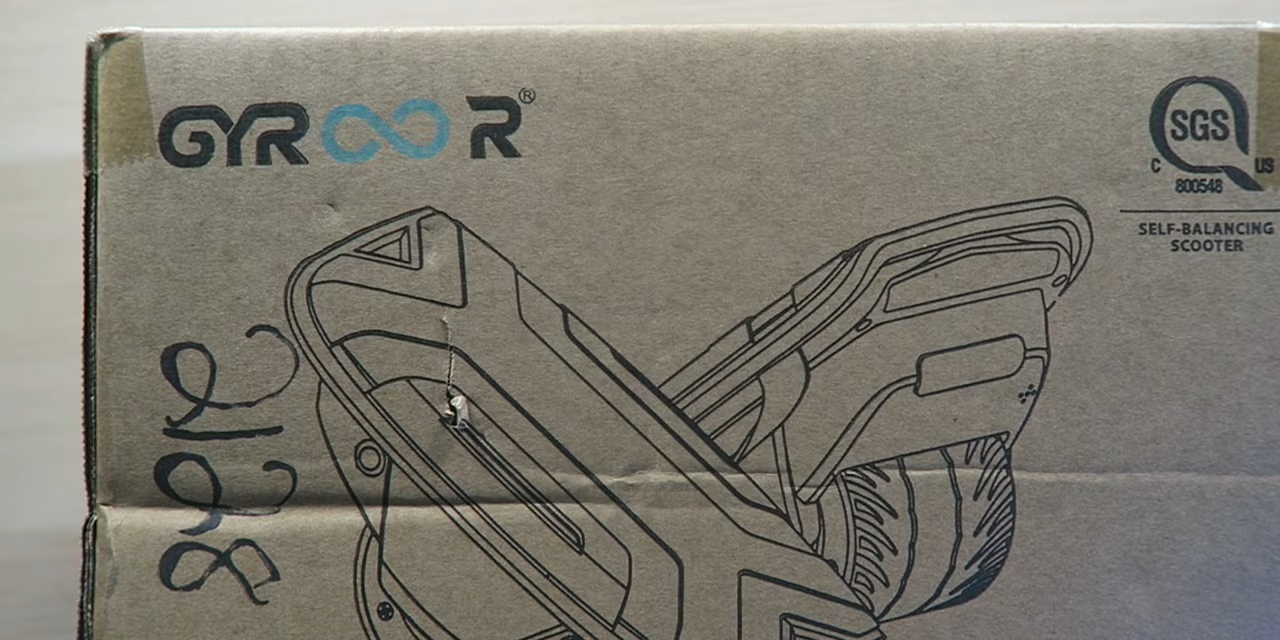 GYROOR®
SGS
C US
800548
SELF-BALANCING
SCOOTER